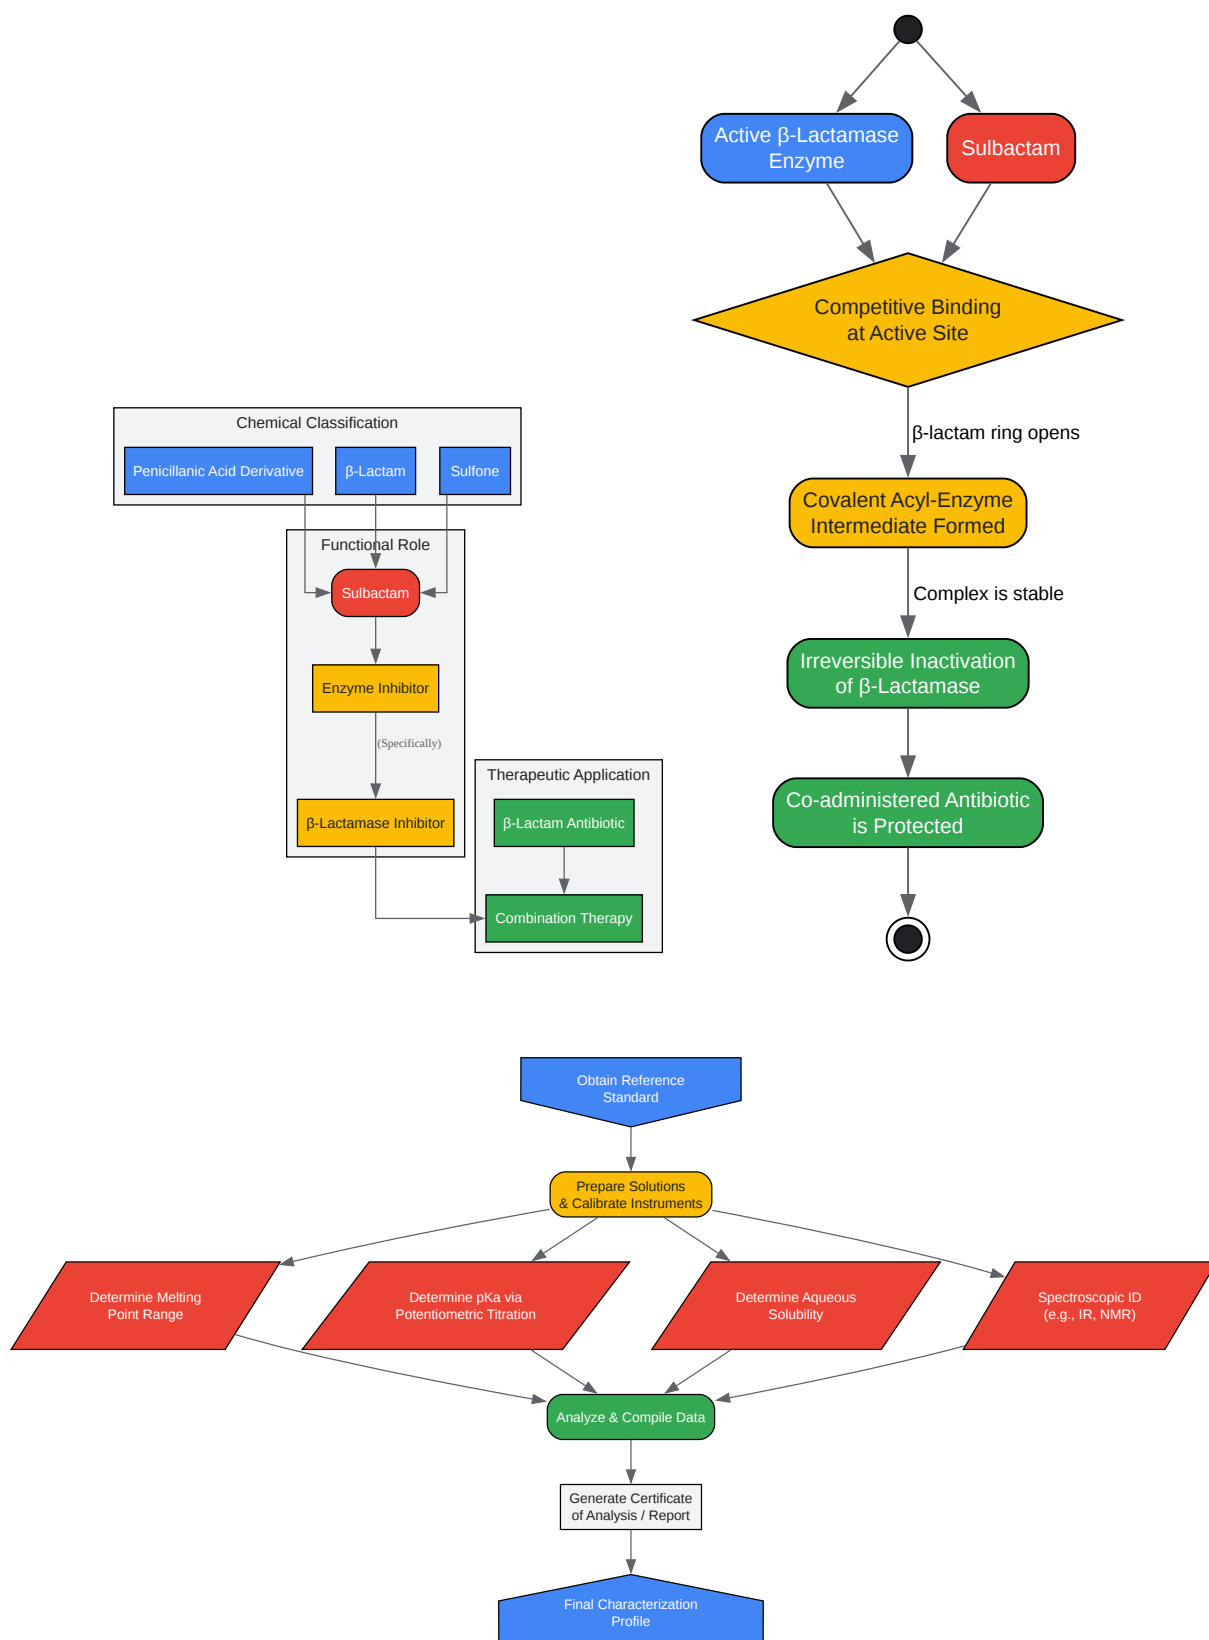 Active β-Lactamase
Enzyme
Sulbactam
Competitive Binding
at Active Site
β-lactam ring opens
Covalent Acyl-Enzyme
Intermediate Formed
Complex is stable
Irreversible Inactivation
of β-Lactamase
Co-administered Antibiotic
is Protected
Chemical Classification
Penicillanic Acid Derivative
β-Lactam
Sulfone
Functional Role
Sulbactam
Enzyme Inhibitor
(Specifically)
β-Lactamase Inhibitor
Therapeutic Application
β-Lactam Antibiotic
Combination Therapy
Obtain Reference
Standard
Prepare Solutions
& Calibrate Instruments
Determine Melting
Point Range
Determine pKa via
Potentiometric Titration
Determine Aqueous
Solubility
Spectroscopic ID
(e.g., IR, NMR)
Analyze & Compile Data
Generate Certificate
of Analysis / Report
Final Characterization
Profile